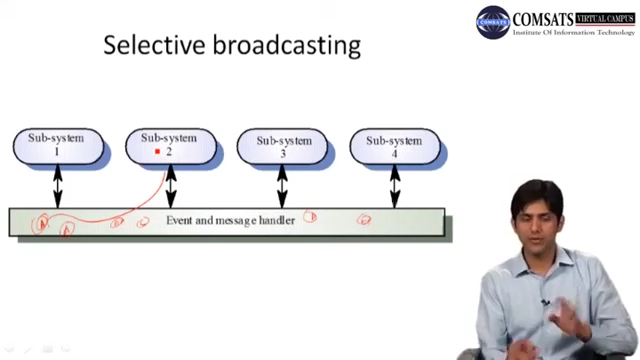 COMSATS VIRTUAL CAMPUS
COMSATS
Institute Of Information Technology
Selective broadcasting
Sub-system
1
Sub-system
2
Sub-system
3
Sub-system
4
Event and message handler
A
A